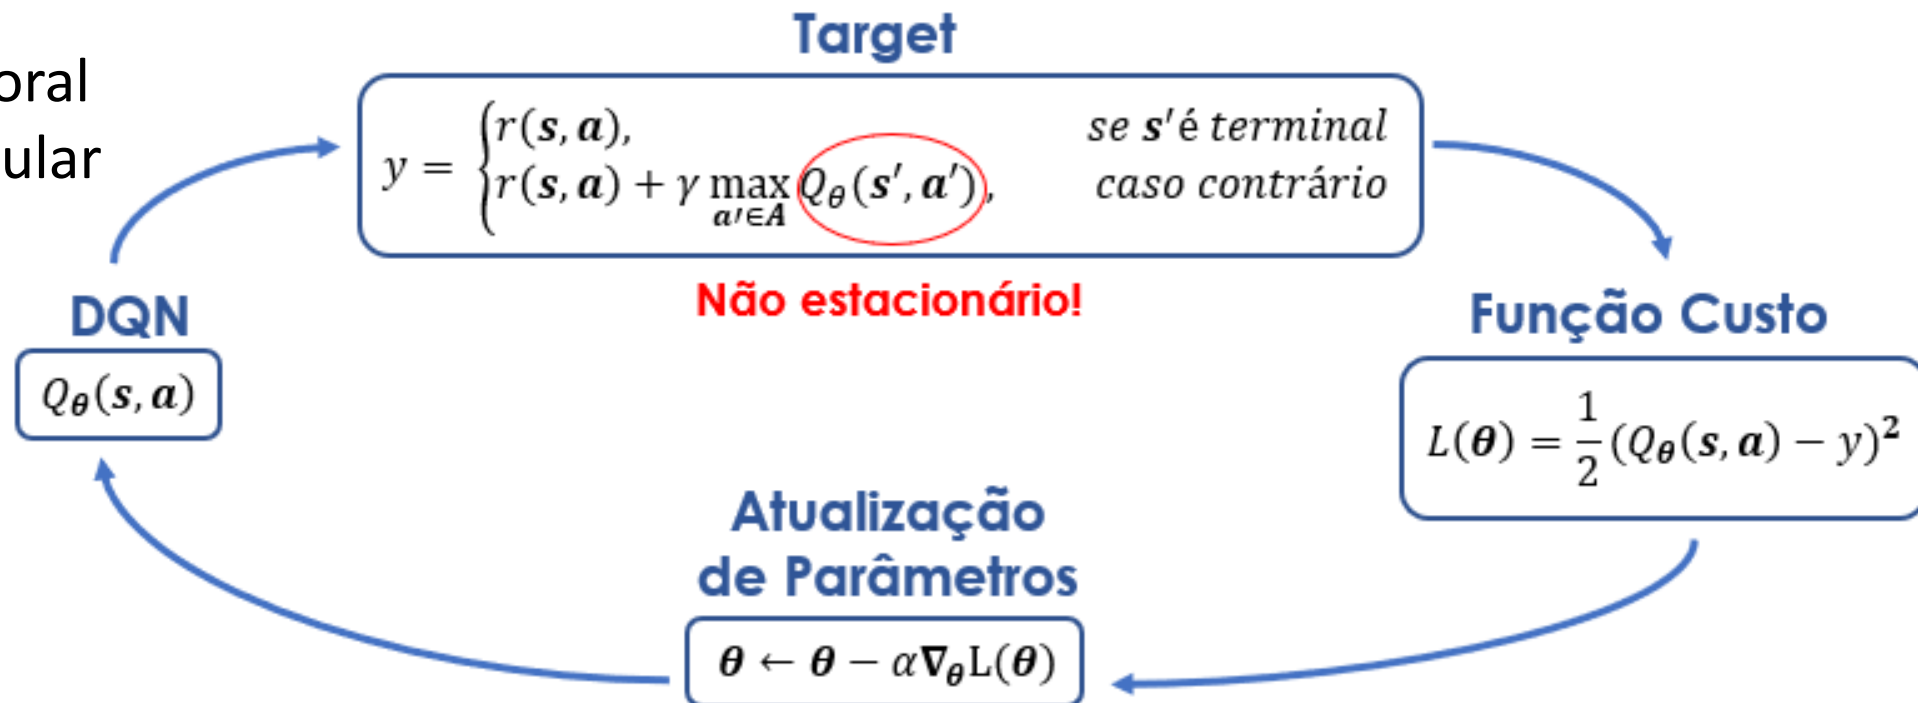 oral
ular
Target
y = { r(s, a), se s' é terminal
r(s, a) + γ max a'∈A Q_θ(s', a'), caso contrário
Não estacionário!
DQN
Q_θ(s, a)
Função Custo
L(θ) = 1/2 (Q_θ(s, a) − y)²
Atualização
de Parâmetros
θ ← θ − α∇_θL(θ)